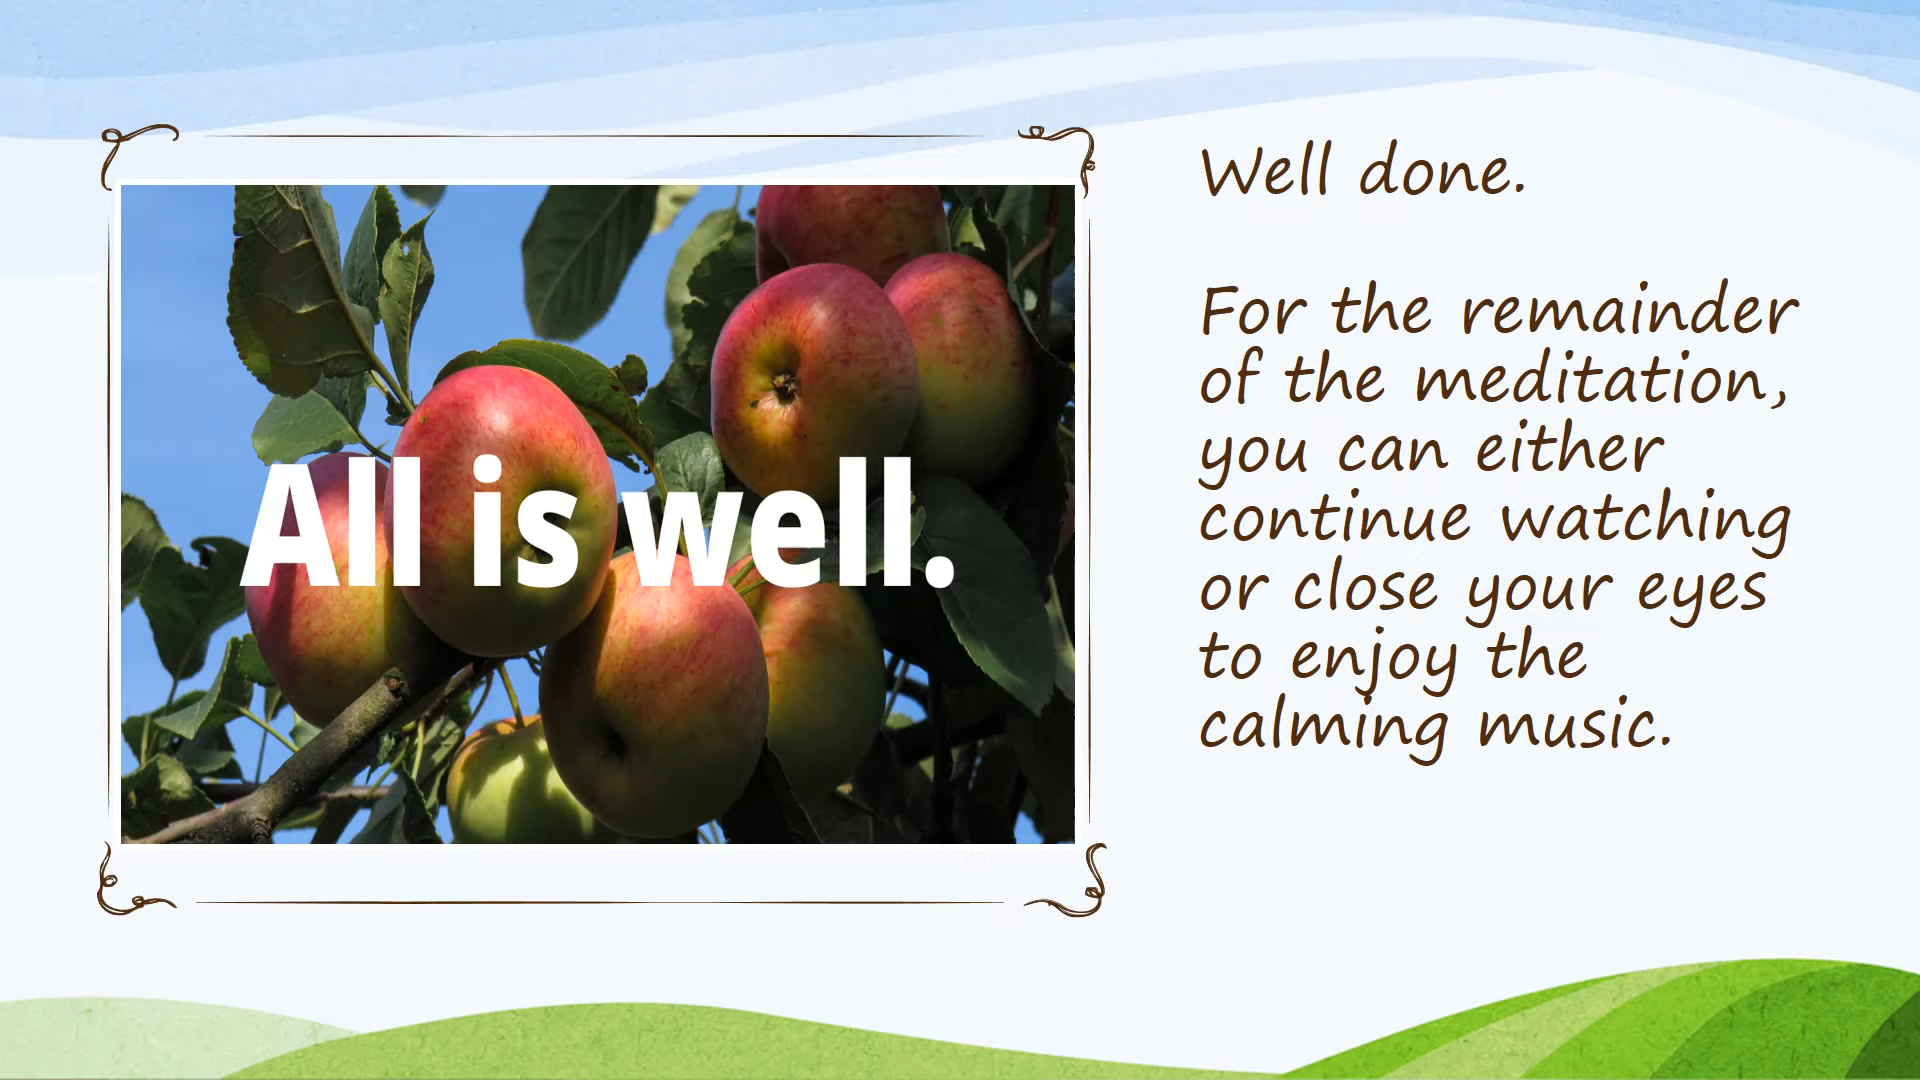 All is well.
Well done.
For the remainder
of the meditation,
you can either
continue watching
or close your eyes
to enjoy the
calming music.